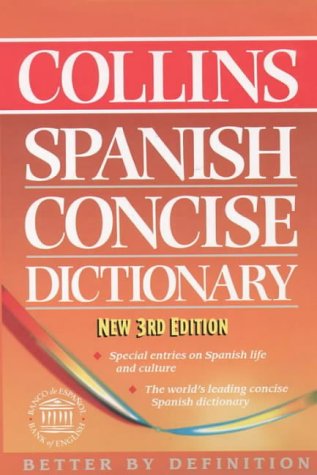 COLLINS
SPANISH
CONCISE
DICTIONARY
NEW 3RD EDITION
Special entries on Spanish life
and culture
The world's leading concise
Spanish dictionary
BANCO DE ESPAÑOL
BANK OF ENGLISH
BETTER BY DEFINITION